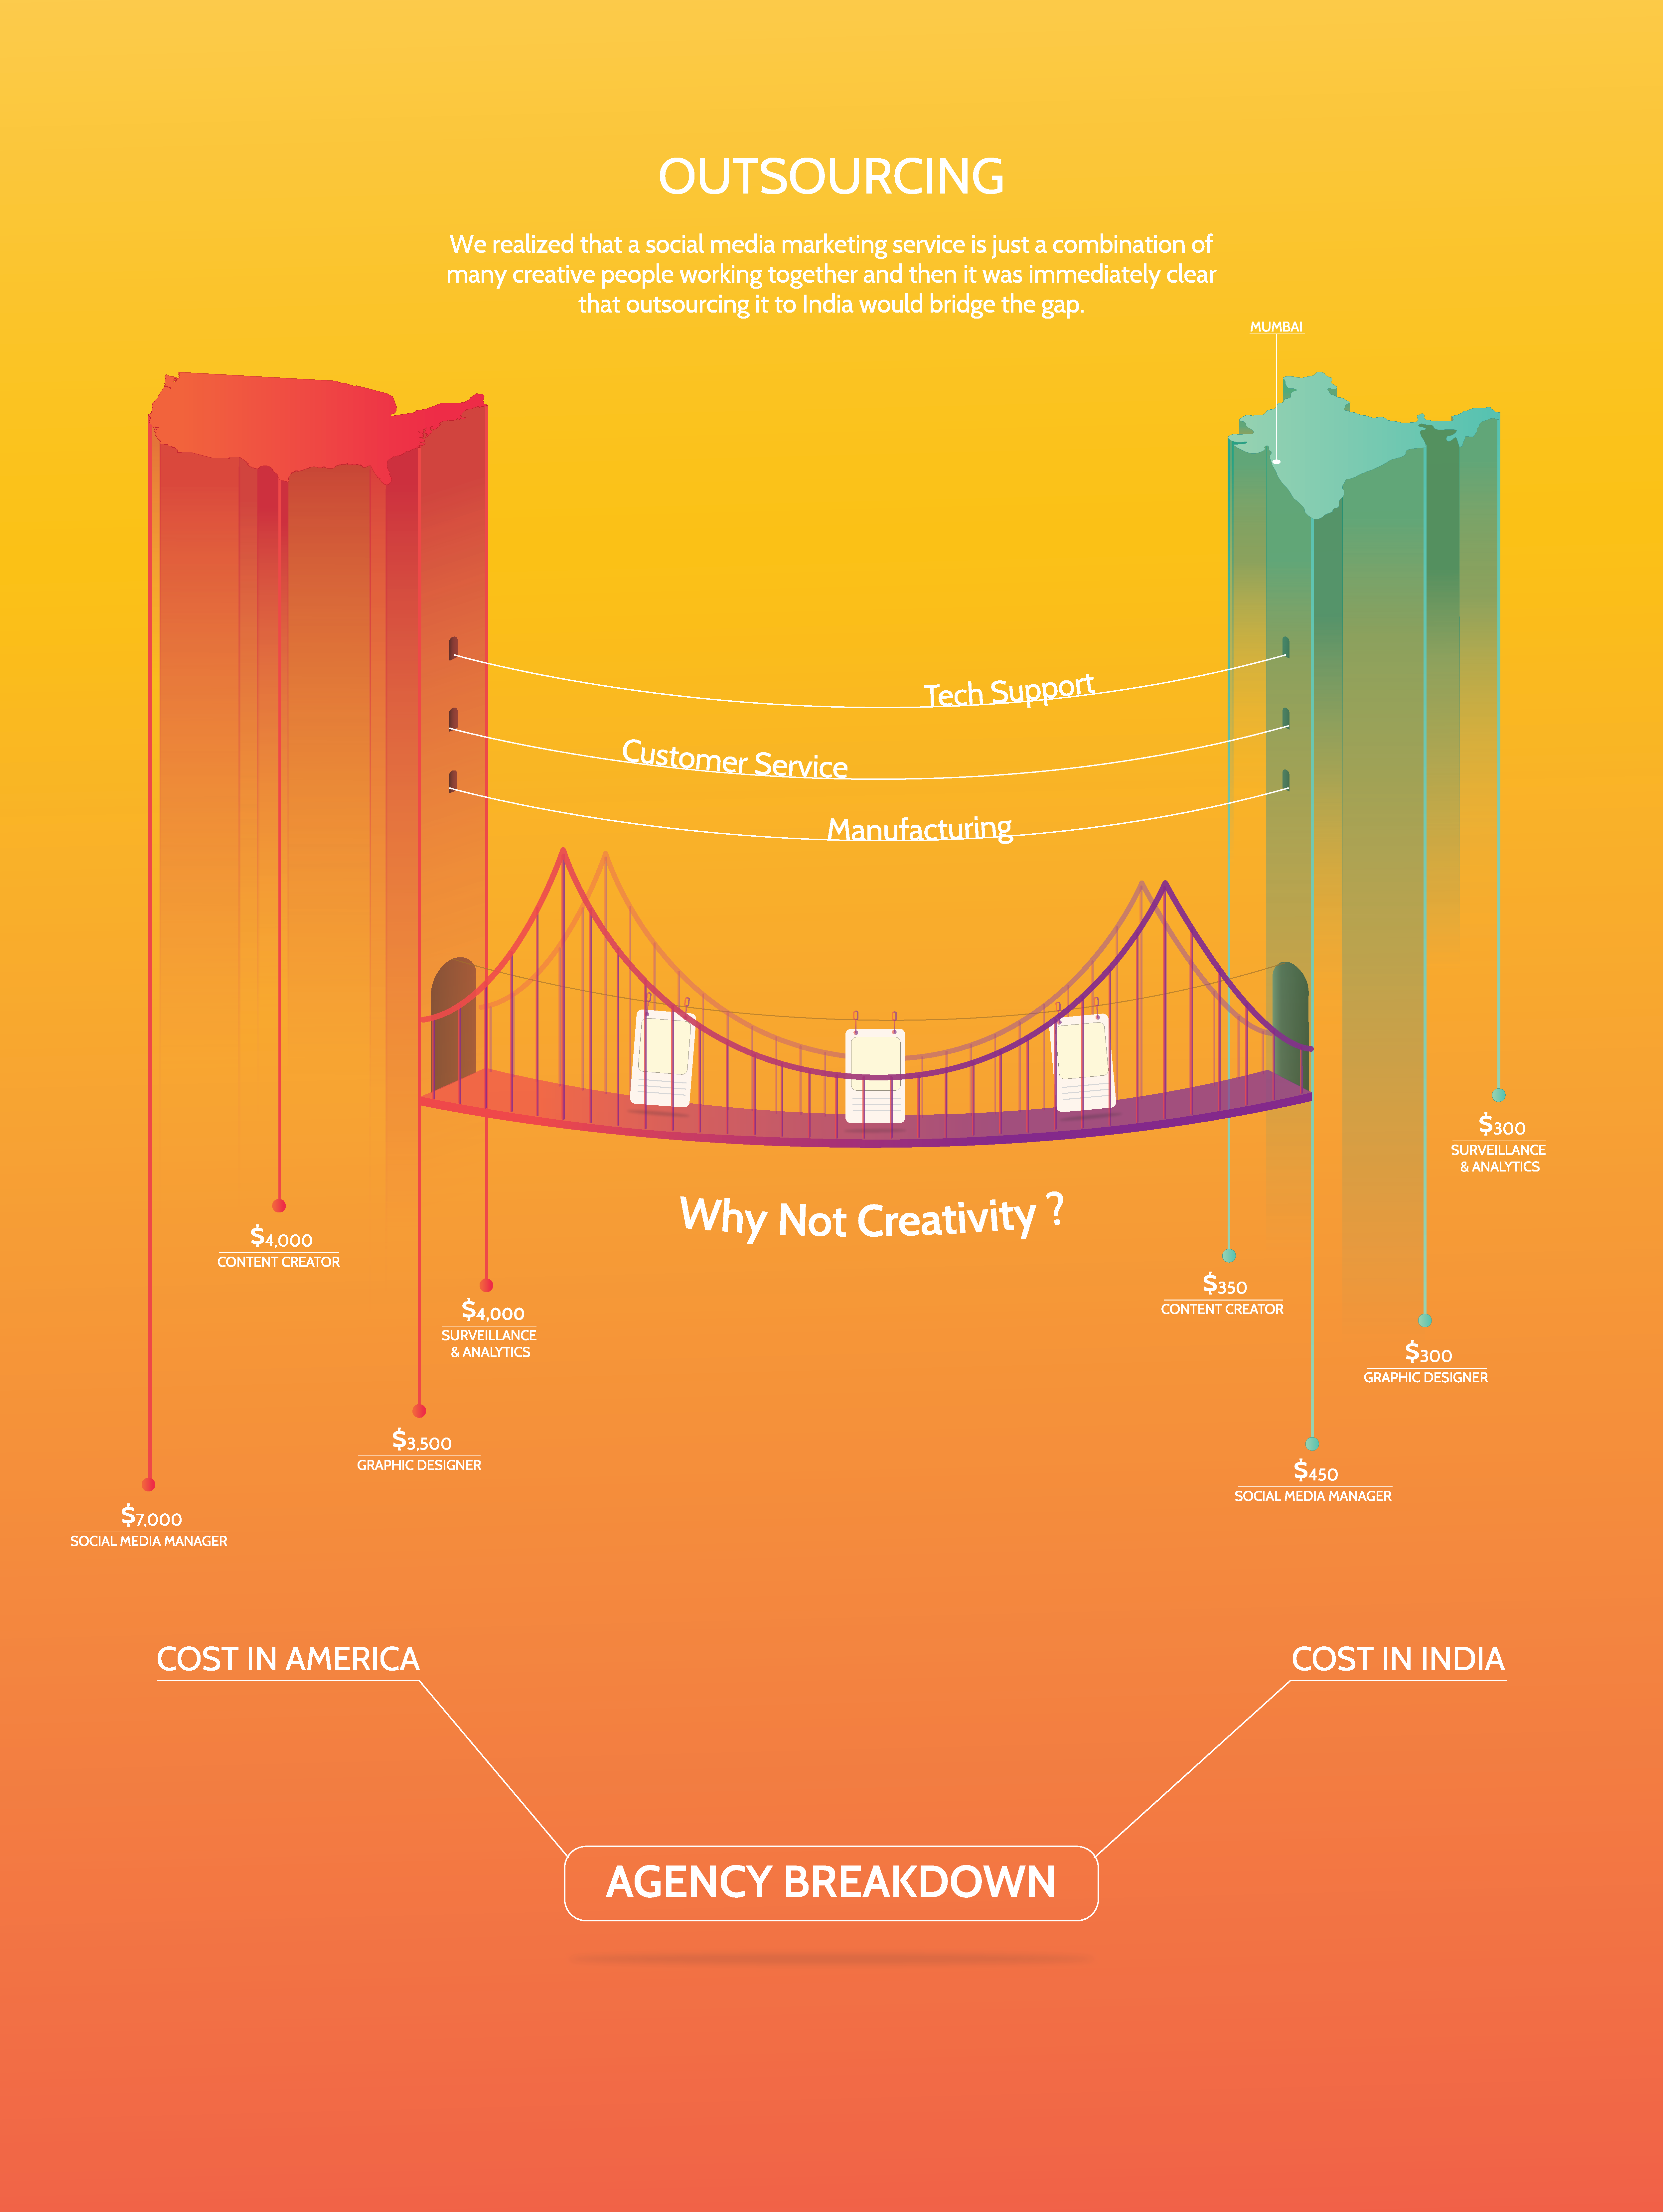 OUTSOURCING
We realized that a social media marketing service is just a combination of
many creative people working together and then it was immediately clear
that outsourcing it to India would bridge the gap.
MUMBAI
Tech Support
Customer Service
Manufacturing
Why Not Creativity ?
$4,000
CONTENT CREATOR
$4,000
SURVEILLANCE
& ANALYTICS
$3,500
GRAPHIC DESIGNER
$7,000
SOCIAL MEDIA MANAGER
$300
SURVEILLANCE
& ANALYTICS
$350
CONTENT CREATOR
$300
GRAPHIC DESIGNER
$450
SOCIAL MEDIA MANAGER
COST IN AMERICA
COST IN INDIA
AGENCY BREAKDOWN